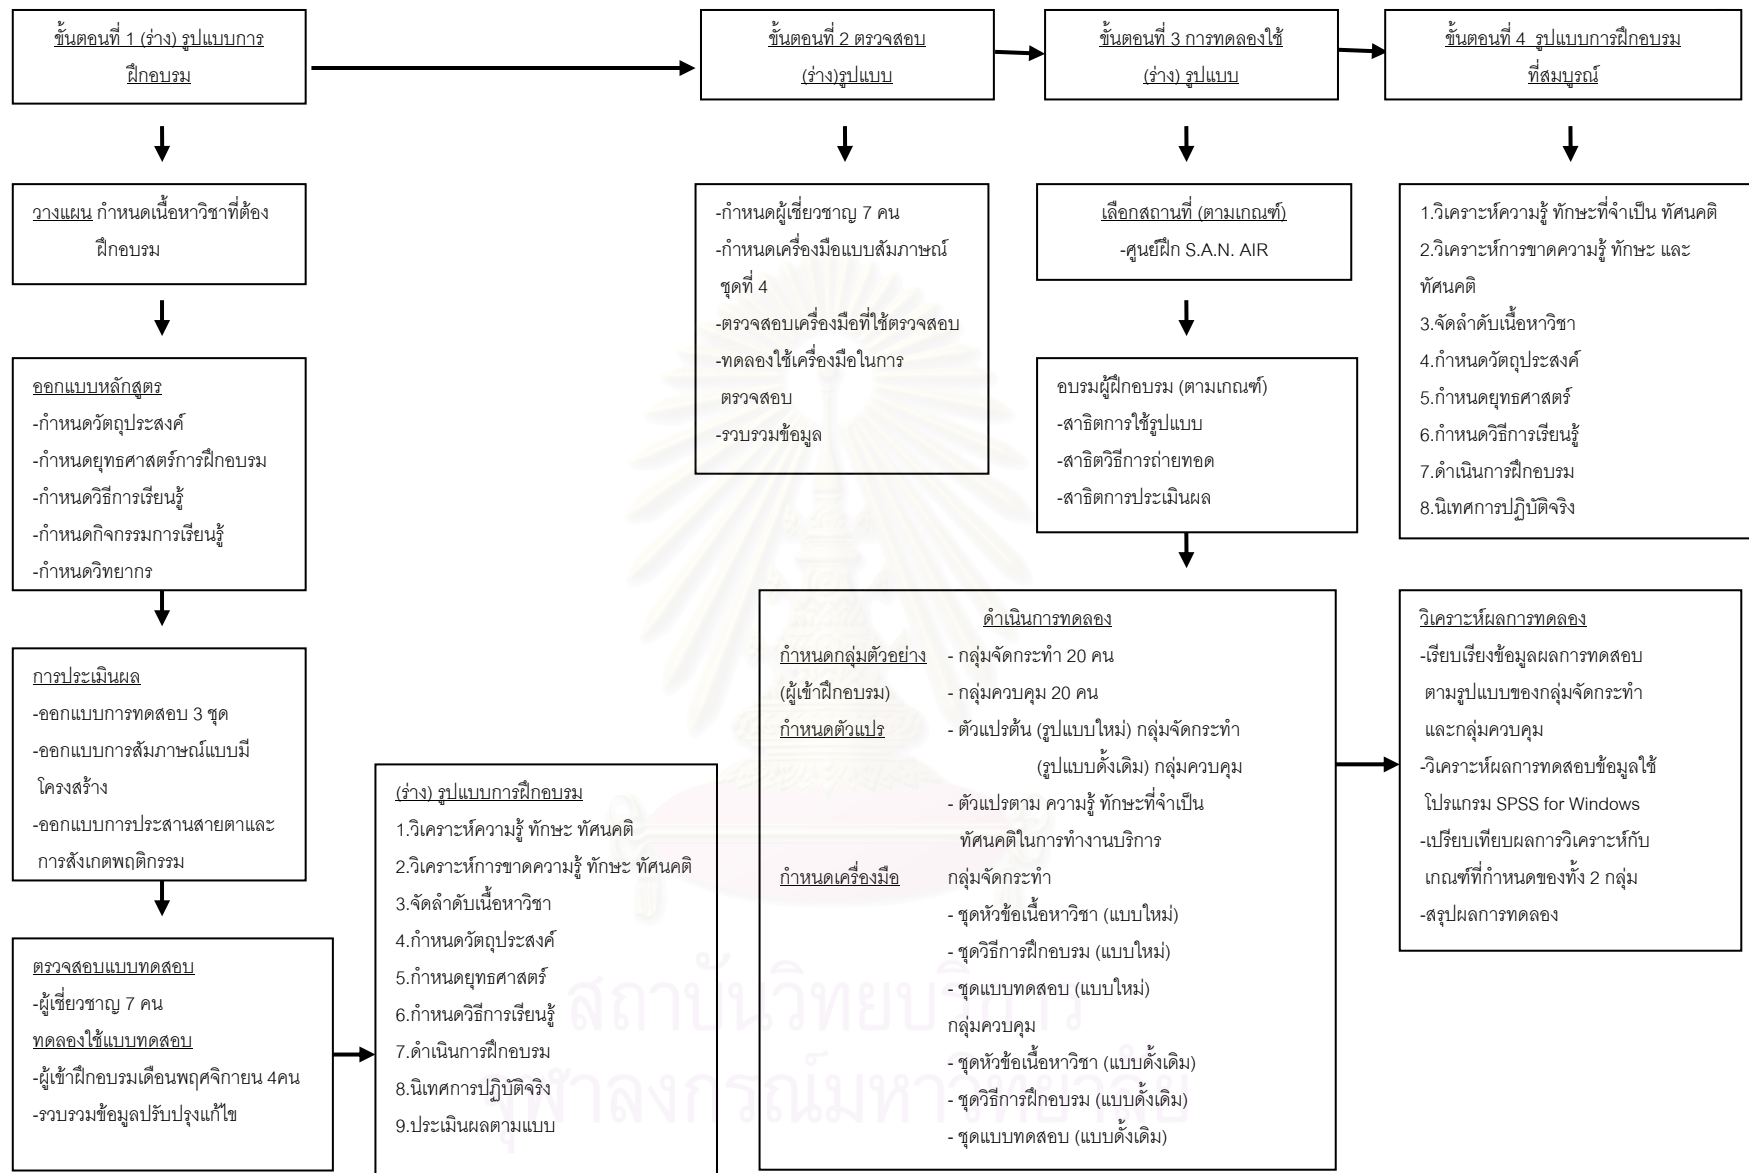 ขั้นตอนที่ 1 (ร่าง) รูปแบบการ
ฝึกอบรม
ขั้นตอนที่ 2 ตรวจสอบ
(ร่าง)รูปแบบ
ขั้นตอนที่ 3 การทดลองใช้
(ร่าง) รูปแบบ
ขั้นตอนที่ 4 รูปแบบการฝึกอบรม
ที่สมบูรณ์
วางแผน กำหนดเนื้อหาวิชาที่ต้อง
ฝึกอบรม
ออกแบบหลักสูตร
-กำหนดวัตถุประสงค์
-กำหนดยุทธศาสตร์การฝึกอบรม
-กำหนดวิธีการเรียนรู้
-กำหนดกิจกรรมการเรียนรู้
-กำหนดวิทยากร
การประเมินผล
-ออกแบบการทดสอบ 3 ชุด
-ออกแบบการสัมภาษณ์แบบมี
โครงสร้าง
-ออกแบบการประสานสายตาและ
การสังเกตพฤติกรรม
ตรวจสอบแบบทดสอบ
-ผู้เชี่ยวชาญ 7 คน
ทดลองใช้แบบทดสอบ
-ผู้เข้าฝึกอบรมเดือนพฤศจิกายน 4คน
-รวบรวมข้อมูลปรับปรุงแก้ไข
(ร่าง) รูปแบบการฝึกอบรม
1.วิเคราะห์ความรู้ ทักษะ ทัศนคติ
2.วิเคราะห์การขาดความรู้ ทักษะ ทัศนคติ
3.จัดลำดับเนื้อหาวิชา
4.กำหนดวัตถุประสงค์
5.กำหนดยุทธศาสตร์
6.กำหนดวิธีการเรียนรู้
7.ดำเนินการฝึกอบรม
8.นิเทศการปฏิบัติจริง
9.ประเมินผลตามแบบ
-กำหนดผู้เชี่ยวชาญ 7 คน
-กำหนดเครื่องมือแบบสัมภาษณ์
ชุดที่ 4
-ตรวจสอบเครื่องมือที่ใช้ตรวจสอบ
-ทดลองใช้เครื่องมือในการ
ตรวจสอบ
-รวบรวมข้อมูล
เลือกสถานที่ (ตามเกณฑ์)
-ศูนย์ฝึก S.A.N. AIR
อบรมผู้ฝึกอบรม (ตามเกณฑ์)
-สาธิตการใช้รูปแบบ
-สาธิตวิธีการถ่ายทอด
-สาธิตการประเมินผล
ดำเนินการทดลอง
กำหนดกลุ่มตัวอย่าง - กลุ่มจัดกระทำ 20 คน
(ผู้เข้าฝึกอบรม) - กลุ่มควบคุม 20 คน
กำหนดตัวแปร - ตัวแปรต้น (รูปแบบใหม่) กลุ่มจัดกระทำ
(รูปแบบดั้งเดิม) กลุ่มควบคุม
- ตัวแปรตาม ความรู้ ทักษะที่จำเป็น
ทัศนคติในการทำงานบริการ
กำหนดเครื่องมือ กลุ่มจัดกระทำ
- ชุดหัวข้อเนื้อหาวิชา (แบบใหม่)
- ชุดวิธีการฝึกอบรม (แบบใหม่)
- ชุดแบบทดสอบ (แบบใหม่)
กลุ่มควบคุม
- ชุดหัวข้อเนื้อหาวิชา (แบบดั้งเดิม)
- ชุดวิธีการฝึกอบรม (แบบดั้งเดิม)
- ชุดแบบทดสอบ (แบบดั้งเดิม)
1.วิเคราะห์ความรู้ ทักษะที่จำเป็น ทัศนคติ
2.วิเคราะห์การขาดความรู้ ทักษะ และ
ทัศนคติ
3.จัดลำดับเนื้อหาวิชา
4.กำหนดวัตถุประสงค์
5.กำหนดยุทธศาสตร์
6.กำหนดวิธีการเรียนรู้
7.ดำเนินการฝึกอบรม
8.นิเทศการปฏิบัติจริง
วิเคราะห์ผลการทดลอง
-เรียบเรียงข้อมูลผลการทดสอบ
ตามรูปแบบของกลุ่มจัดกระทำ
และกลุ่มควบคุม
-วิเคราะห์ผลการทดสอบข้อมูลใช้
โปรแกรม SPSS for Windows
-เปรียบเทียบผลการวิเคราะห์กับ
เกณฑ์ที่กำหนดของทั้ง 2 กลุ่ม
-สรุปผลการทดลอง
สถาบันวิทยบริการ
จุฬาลงกรณ์มหาวิทยาลัย